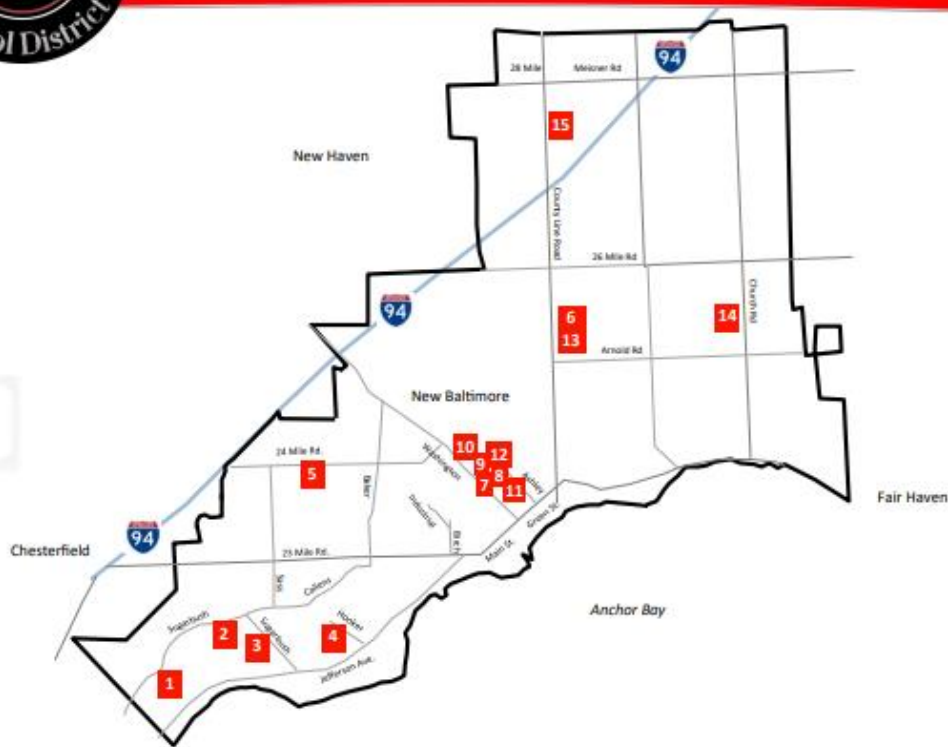 ol District
94
28 Mile
Meisner Rd
15
New Haven
County Line Road
26 Mile Rd
94
Church Rd
6
14
13
Arnold Rd
New Baltimore
10
12
24 Mile Rd.
Washington
9
5
8
Ashley
7
11
Baker
Industrial
Green St.
Fair Haven
94
Chesterfield
23 Mile Rd.
Main St.
Callens
Anchor Bay
Sugarbush
Hooker
2
Sugarbush
4
3
Jefferson Ave.
1